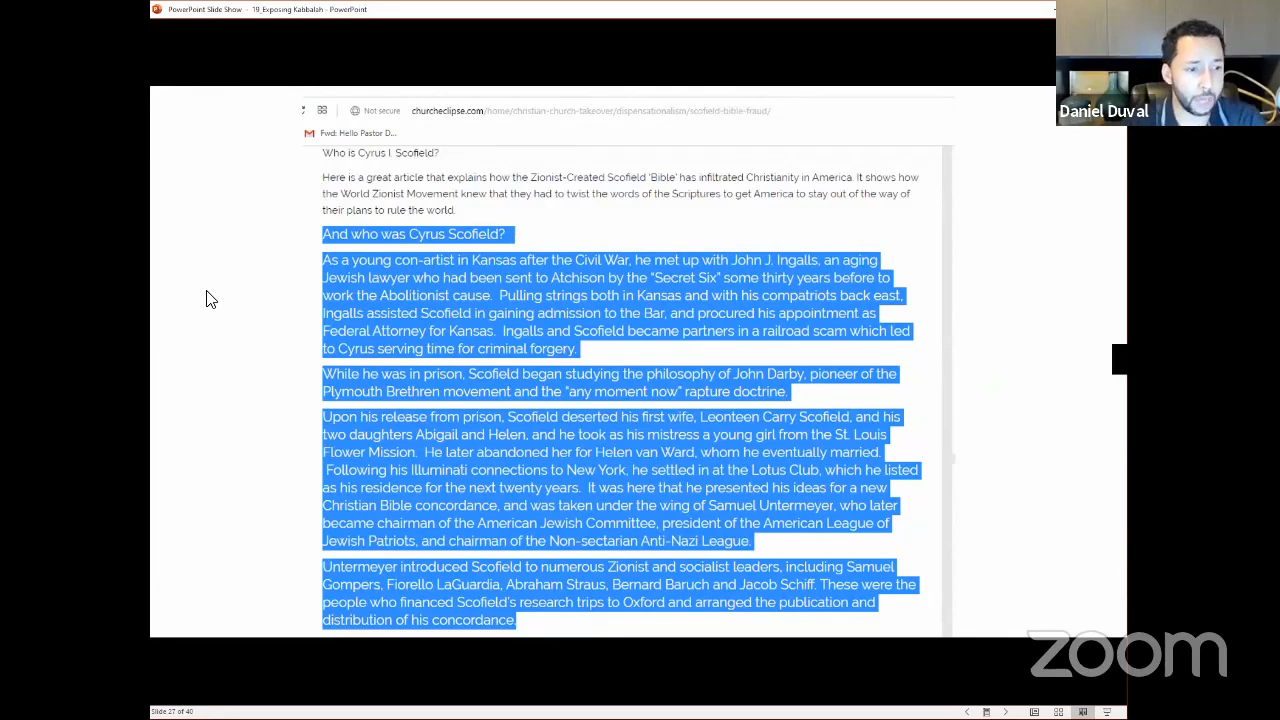 PowerPoint Slide Show - 19_Exposing Kabbalah - PowerPoint
Daniel Duval
Not secure churcheclipse.com/home/christian-church-takeover/dispensationalism/scofield-bible-fraud/
Fwd: Hello Pastor D...
Who is Cyrus I. Scofield?
Here is a great article that explains how the Zionist-Created Scofield 'Bible' has infiltrated Christianity in America. It shows how
the World Zionist Movement knew that they had to twist the words of the Scriptures to get America to stay out of the way of
their plans to rule the world.
And who was Cyrus Scofield?
As a young con-artist in Kansas after the Civil War, he met up with John J. Ingalls, an aging
Jewish lawyer who had been sent to Atchison by the “Secret Six” some thirty years before to
work the Abolitionist cause. Pulling strings both in Kansas and with his compatriots back east,
Ingalls assisted Scofield in gaining admission to the Bar, and procured his appointment as
Federal Attorney for Kansas. Ingalls and Scofield became partners in a railroad scam which led
to Cyrus serving time for criminal forgery.
While he was in prison, Scofield began studying the philosophy of John Darby, pioneer of the
Plymouth Brethren movement and the “any moment now” rapture doctrine.
Upon his release from prison, Scofield deserted his first wife, Leonteen Carry Scofield, and his
two daughters Abigail and Helen, and he took as his mistress a young girl from the St. Louis
Flower Mission. He later abandoned her for Helen van Ward, whom he eventually married.
Following his Illuminati connections to New York, he settled in at the Lotus Club, which he listed
as his residence for the next twenty years. It was here that he presented his ideas for a new
Christian Bible concordance, and was taken under the wing of Samuel Untermeyer, who later
became chairman of the American Jewish Committee, president of the American League of
Jewish Patriots, and chairman of the Non-sectarian Anti-Nazi League.
Untermeyer introduced Scofield to numerous Zionist and socialist leaders, including Samuel
Gompers, Fiorello LaGuardia, Abraham Straus, Bernard Baruch and Jacob Schiff. These were the
people who financed Scofield's research trips to Oxford and arranged the publication and
distribution of his concordance.
zoom
Slide 27 of 40